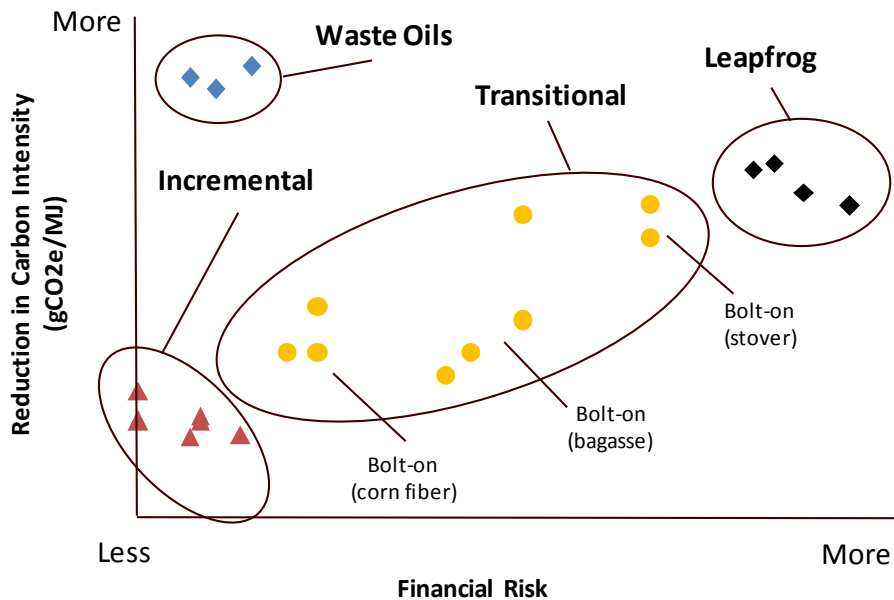 More
Waste Oils
Leapfrog
Transitional
Incremental
Reduction in Carbon Intensity
(gCO2e/MJ)
Bolt-on
(stover)
Bolt-on
(bagasse)
Bolt-on
(corn fiber)
Less
More
Financial Risk